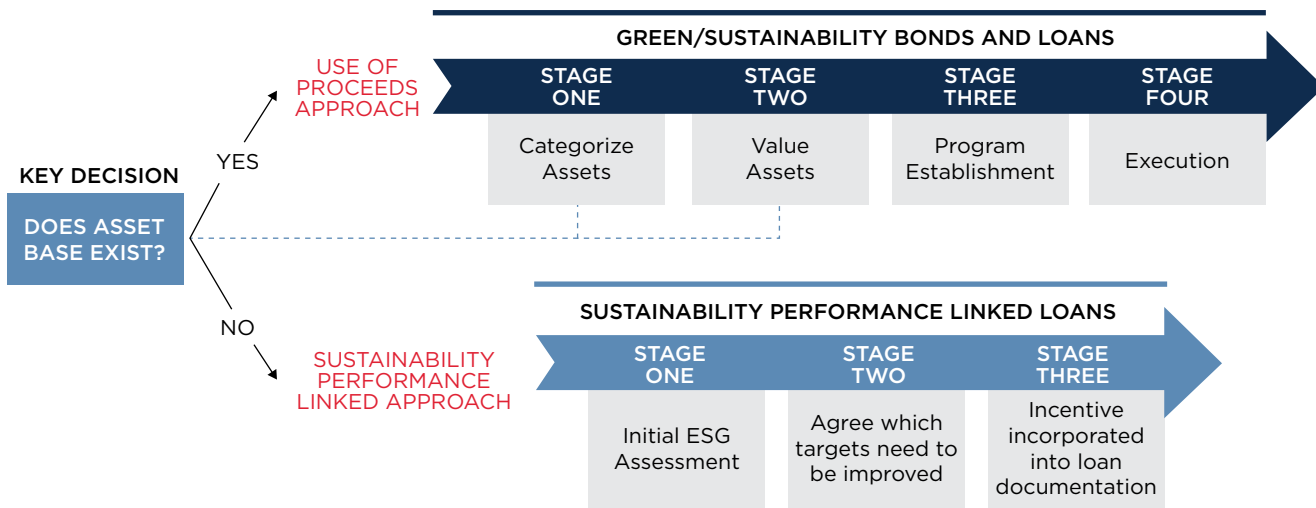 GREEN/SUSTAINABILITY BONDS AND LOANS
USE OF
PROCEEDS
APPROACH
STAGE
ONE
STAGE
TWO
STAGE
THREE
STAGE
FOUR
Categorize
Assets
Value
Assets
Program
Establishment
Execution
YES
KEY DECISION
DOES ASSET
BASE EXIST?
NO
SUSTAINABILITY PERFORMANCE LINKED LOANS
SUSTAINABILITY
PERFORMANCE
LINKED APPROACH
STAGE
ONE
STAGE
TWO
STAGE
THREE
Initial ESG
Assessment
Agree which
targets need to
be improved
Incentive
incorporated
into loan
documentation